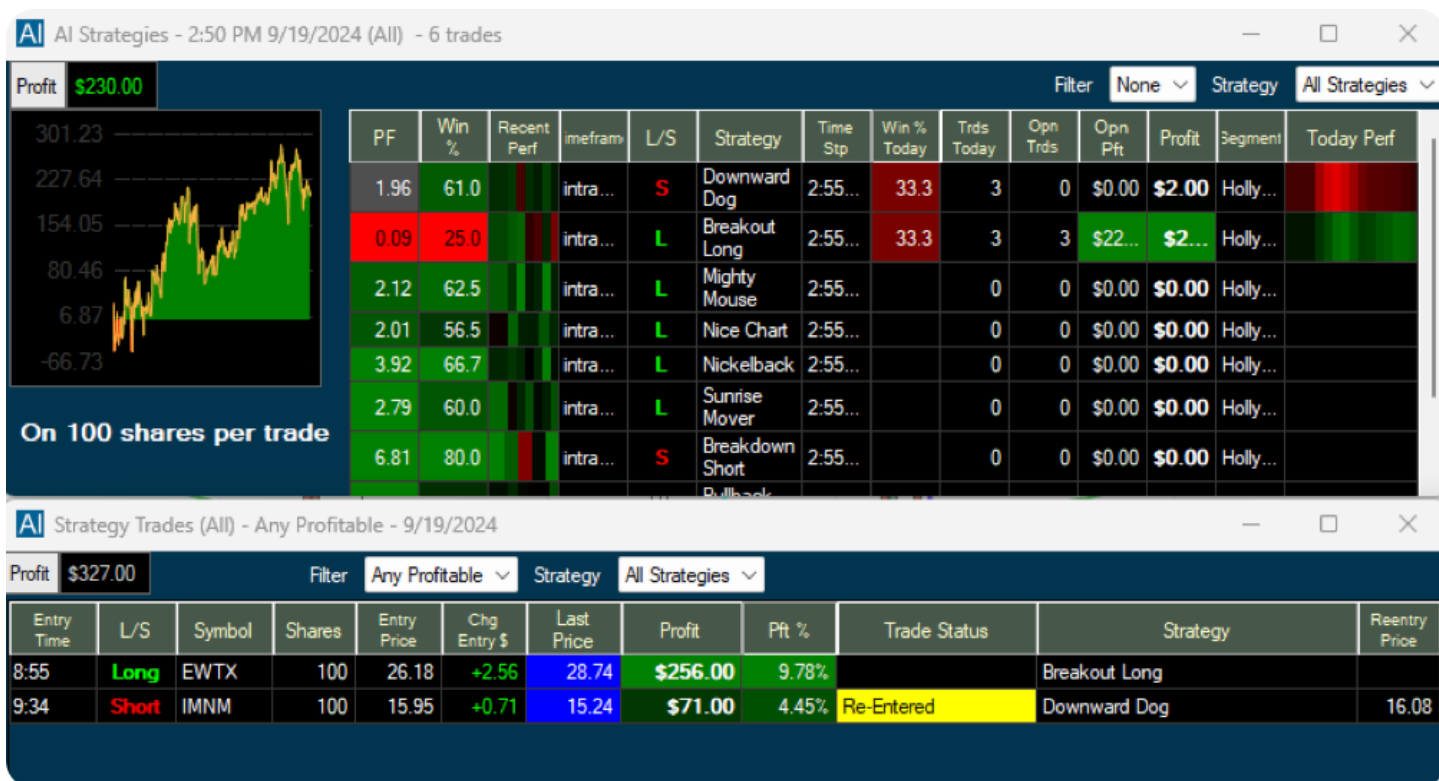 AI AI Strategies - 2:50 PM 9/19/2024 (All) - 6 trades
Profit $230.00 Filter None Strategy All Strategies
301.23
227.64
154.05
80.46
6.87
-66.73
On 100 shares per trade
PF Win % Recent Perf imeframe L/S Strategy Time Stp Win % Today Trds Today Opn Trds Opn Pft Profit Segment Today Perf
1.96 61.0 intra... S Downward Dog 2:55... 33.3 3 0 $0.00 $2.00 Holly...
0.09 25.0 intra... L Breakout Long 2:55... 33.3 3 3 $22... $2... Holly...
2.12 62.5 intra... L Mighty Mouse 2:55... 0 0 $0.00 $0.00 Holly...
2.01 56.5 intra... L Nice Chart 2:55... 0 0 $0.00 $0.00 Holly...
3.92 66.7 intra... L Nickelback 2:55... 0 0 $0.00 $0.00 Holly...
2.79 60.0 intra... L Sunrise Mover 2:55... 0 0 $0.00 $0.00 Holly...
6.81 80.0 intra... S Breakdown Short 2:55... 0 0 $0.00 $0.00 Holly...
Pullback
AI Strategy Trades (All) - Any Profitable - 9/19/2024
Profit $327.00 Filter Any Profitable Strategy All Strategies
Entry Time L/S Symbol Shares Entry Price Chg Entry $ Last Price Profit Pft % Trade Status Strategy Reentry Price
8:55 Long EWTX 100 26.18 +2.56 28.74 $256.00 9.78% Breakout Long
9:34 Short IMNM 100 15.95 +0.71 15.24 $71.00 4.45% Re-Entered Downward Dog 16.08